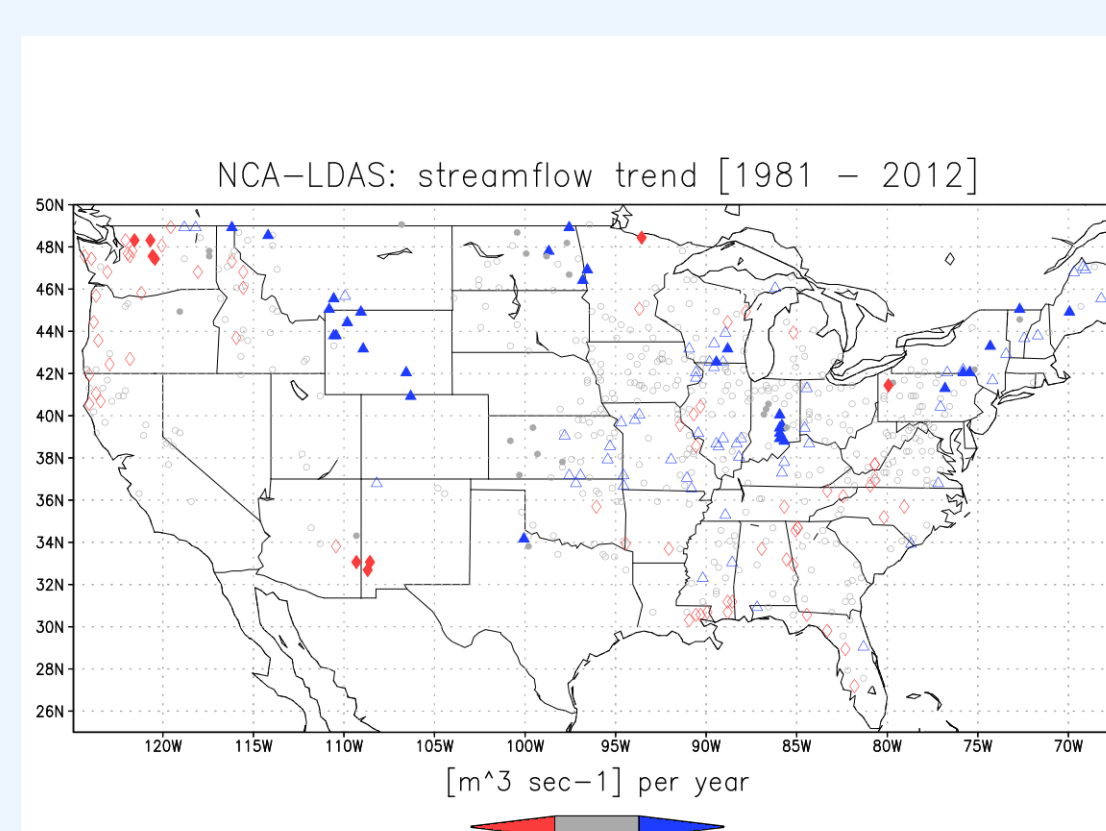 NCA-LDAS: streamflow trend [1981 - 2012]
50N
48N
46N
44N
42N
40N
38N
36N
34N
32N
30N
28N
26N
120W 115W 110W 105W 100W 95W 90W 85W 80W 75W 70W
[m^3 sec-1] per year